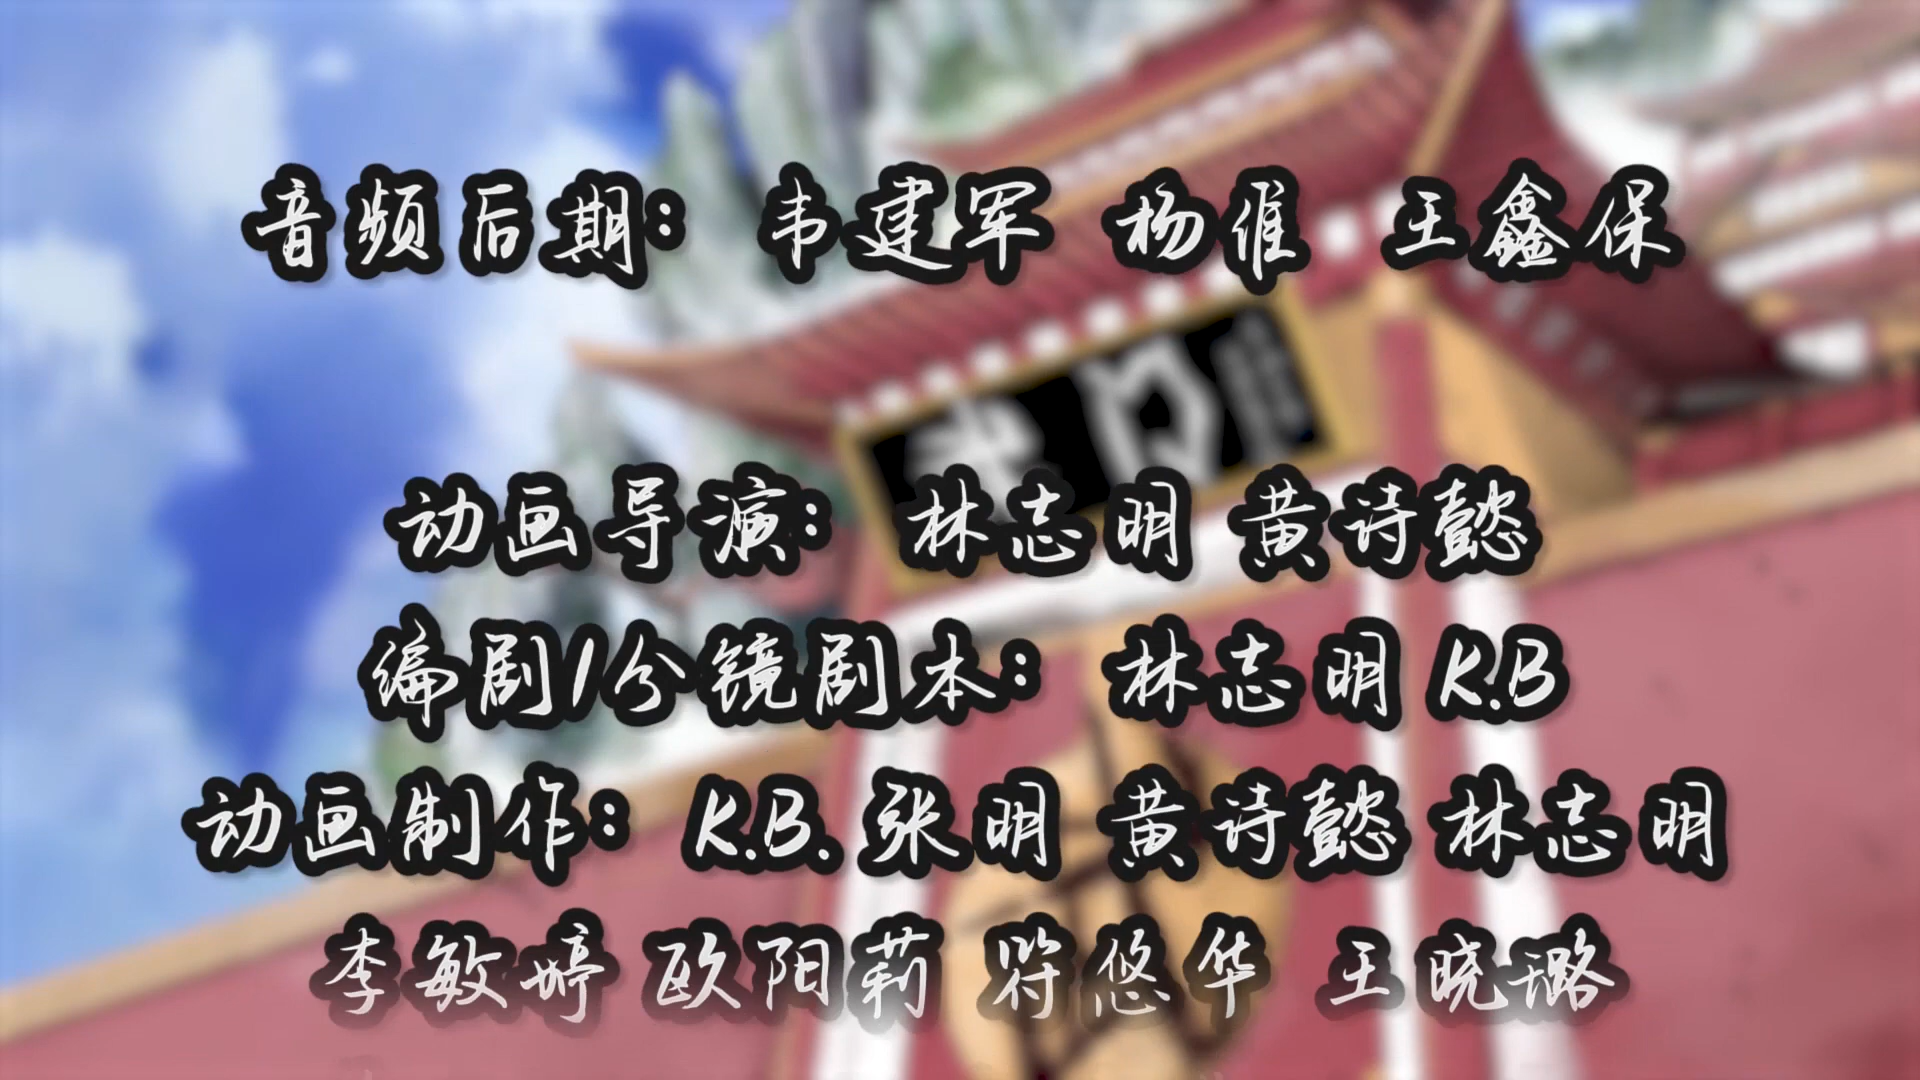 音频后期：韦建军 杨惟 王鑫保
动画导演：林志明 黄诗懿
编剧/分镜剧本：林志明 K.B
动画制作：K.B. 张明 黄诗懿 林志明
李敏婷 欧阳莉 符悠华 王晓璐